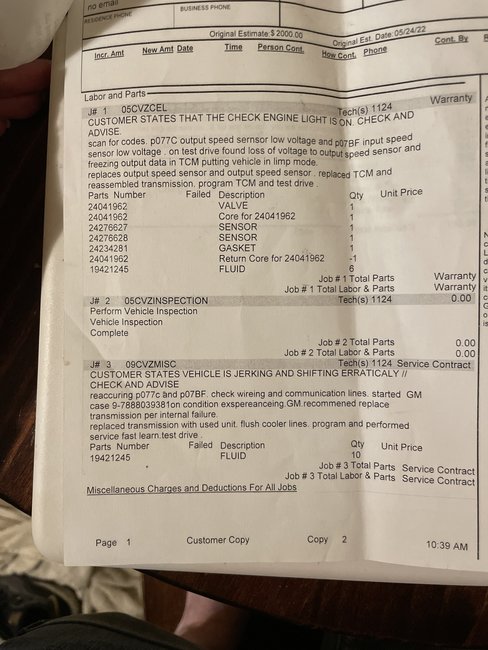 no email
RESIDENCE PHONE BUSINESS PHONE
Original Estimate:$ 2000.00 Original Est. Date: 05/24/22
Incr. Amt New Amt Date Time Person Cont. How Cont. Phone Cont. By
Labor and Parts
J# 1 05CVZCEL Tech(s) 1124 Warranty
CUSTOMER STATES THAT THE CHECK ENGINE LIGHT IS ON. CHECK AND
ADVISE.
scan for codes. p077C output speed sernsor low voltage and p07BF input speed
sensor low voltage . on test drive found loss of voltage to output speed sensor and
freezing output data in TCM putting vehicle in limp mode.
replaces output speed sensor and output speed sensor . replaced TCM and
reassembled transmission. program TCM and test drive .
Parts Number Failed Description Qty Unit Price
24041962 VALVE 1
24041962 Core for 24041962 1
24276627 SENSOR 1
24276628 SENSOR 1
24234281 GASKET 1
24041962 Return Core for 24041962 -1
19421245 FLUID 6
Job # 1 Total Parts Warranty
Job # 1 Total Labor & Parts Warranty
J# 2 05CVZINSPECTION Tech(s) 1124 0.00
Perform Vehicle Inspection
Vehicle Inspection
Complete
Job # 2 Total Parts 0.00
Job # 2 Total Labor & Parts 0.00
J# 3 09CVZMISC Tech(s) 1124 Service Contract
CUSTOMER STATES VEHICLE IS JERKING AND SHIFTING ERRATICALY //
CHECK AND ADVISE
reaccuring p077c and p07BF. check wireing and communication lines. started GM
case 9-7888039381on condition exspereanceing.GM.recommened replace
transmission per internal failure.
replaced transmission with used unit. flush cooler lines. program and performed
service fast learn.test drive .
Parts Number Failed Description Qty Unit Price
19421245 FLUID 10
Job # 3 Total Parts Service Contract
Job # 3 Total Labor & Parts Service Contract
Miscellaneous Charges and Deductions For All Jobs
Page 1 Customer Copy Copy 2 10:39 AM